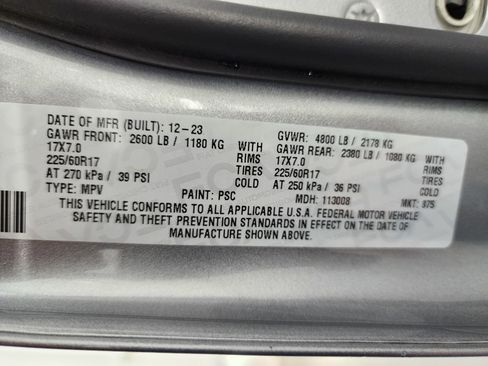 DATE OF MFR (BUILT): 12-23 GVWR: 4800 LB / 2178 KG
GAWR FRONT: 2600 LB / 1180 KG WITH GAWR REAR: 2380 LB / 1080 KG WITH
17X7.0 RIMS 17X7.0 RIMS
225/60R17 TIRES 225/60R17 TIRES
AT 270 kPa / 39 PSI COLD AT 250 kPa / 36 PSI COLD
TYPE: MPV PAINT: PSC MDH: 113008 MKT: 975
THIS VEHICLE CONFORMS TO ALL APPLICABLE U.S.A. FEDERAL MOTOR VEHICLE
SAFETY AND THEFT PREVENTION STANDARDS IN EFFECT ON THE DATE OF
MANUFACTURE SHOWN ABOVE.